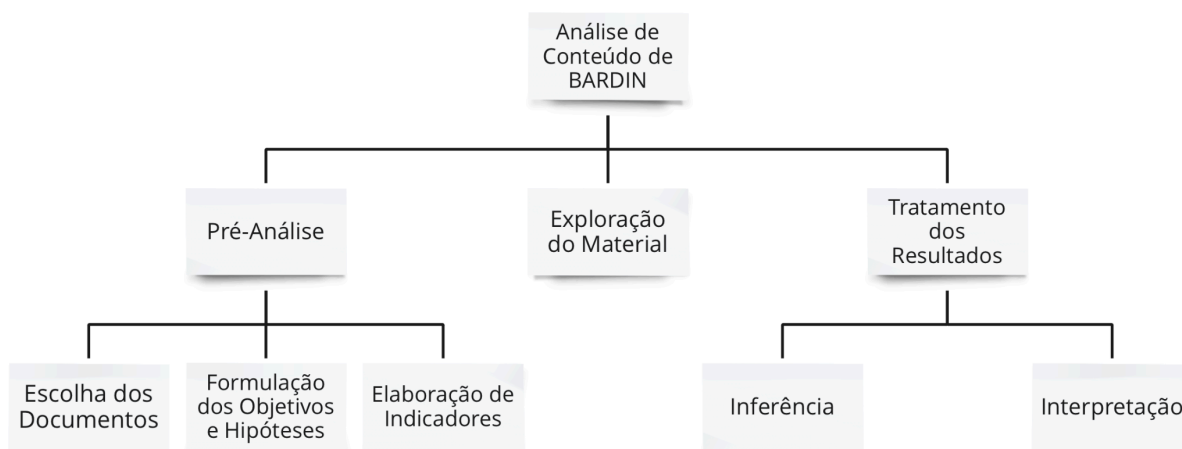 Análise de
Conteúdo de
BARDIN
Pré-Análise
Exploração
do Material
Tratamento
dos
Resultados
Escolha dos
Documentos
Formulação
dos Objetivos
e Hipóteses
Elaboração de
Indicadores
Inferência
Interpretação